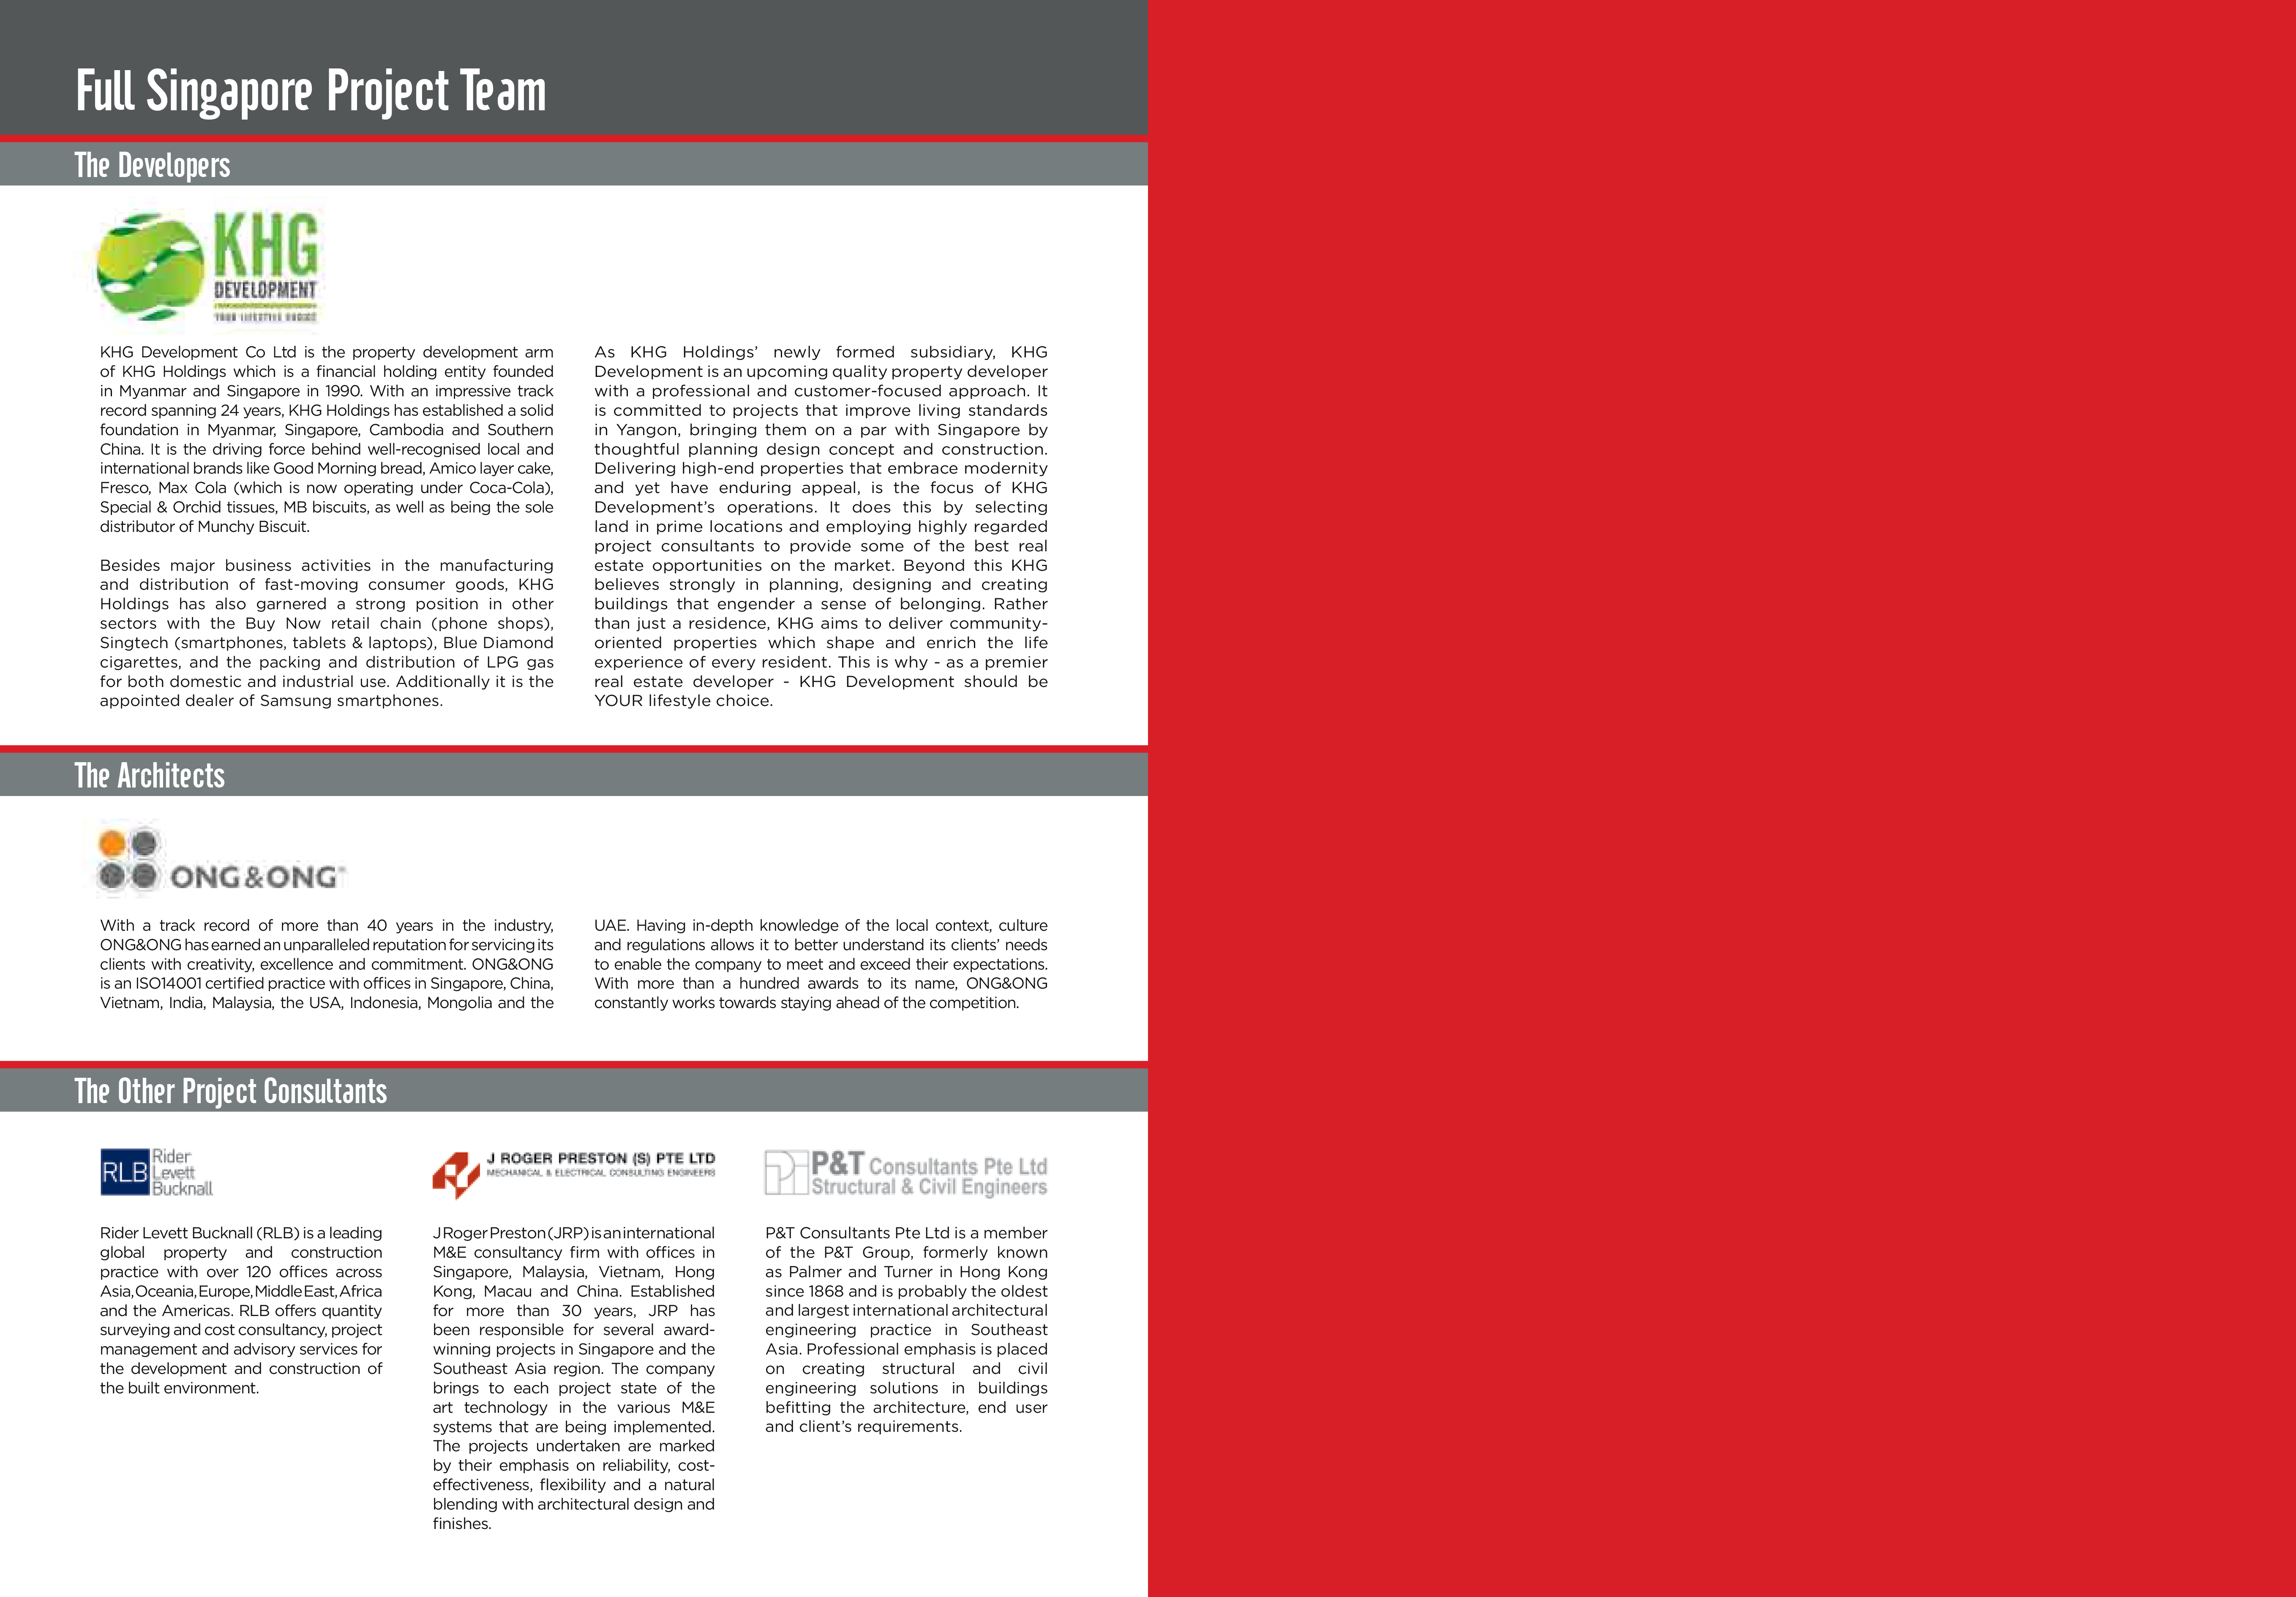 Full Singapore Project Team
The Developers
KHG
DEVELOPMENT
YOUR LIFESTYLE CHOICE
KHG Development Co Ltd is the property development arm
of KHG Holdings which is a financial holding entity founded
in Myanmar and Singapore in 1990. With an impressive track
record spanning 24 years, KHG Holdings has established a solid
foundation in Myanmar, Singapore, Cambodia and Southern
China. It is the driving force behind well-recognised local and
international brands like Good Morning bread, Amico layer cake,
Fresco, Max Cola (which is now operating under Coca-Cola),
Special & Orchid tissues, MB biscuits, as well as being the sole
distributor of Munchy Biscuit.
Besides major business activities in the manufacturing
and distribution of fast-moving consumer goods, KHG
Holdings has also garnered a strong position in other
sectors with the Buy Now retail chain (phone shops),
Singtech (smartphones, tablets & laptops), Blue Diamond
cigarettes, and the packing and distribution of LPG gas
for both domestic and industrial use. Additionally it is the
appointed dealer of Samsung smartphones.
As KHG Holdings' newly formed subsidiary, KHG
Development is an upcoming quality property developer
with a professional and customer-focused approach. It
is committed to projects that improve living standards
in Yangon, bringing them on a par with Singapore by
thoughtful planning design concept and construction.
Delivering high-end properties that embrace modernity
and yet have enduring appeal, is the focus of KHG
Development's operations. It does this by selecting
land in prime locations and employing highly regarded
project consultants to provide some of the best real
estate opportunities on the market. Beyond this KHG
believes strongly in planning, designing and creating
buildings that engender a sense of belonging. Rather
than just a residence, KHG aims to deliver community-
oriented properties which shape and enrich the life
experience of every resident. This is why - as a premier
real estate developer - KHG Development should be
YOUR lifestyle choice.
The Architects
ONG&ONG
With a track record of more than 40 years in the industry,
ONG&ONG has earned an unparalleled reputation for servicing its
clients with creativity, excellence and commitment. ONG&ONG
is an ISO14001 certified practice with offices in Singapore, China,
Vietnam, India, Malaysia, the USA, Indonesia, Mongolia and the
UAE. Having in-depth knowledge of the local context, culture
and regulations allows it to better understand its clients' needs
to enable the company to meet and exceed their expectations.
With more than a hundred awards to its name, ONG&ONG
constantly works towards staying ahead of the competition.
The Other Project Consultants
RLB
Rider
Levett
Bucknall
Rider Levett Bucknall (RLB) is a leading
global property and construction
practice with over 120 offices across
Asia, Oceania, Europe, Middle East, Africa
and the Americas. RLB offers quantity
surveying and cost consultancy, project
management and advisory services for
the development and construction of
the built environment.
J ROGER PRESTON (S) PTE LTD
MECHANICAL & ELECTRICAL CONSULTING ENGINEERS
J Roger Preston (JRP) is an international
M&E consultancy firm with offices in
Singapore, Malaysia, Vietnam, Hong
Kong, Macau and China. Established
for more than 30 years, JRP has
been responsible for several award-
winning projects in Singapore and the
Southeast Asia region. The company
brings to each project state of the
art technology in the various M&E
systems that are being implemented.
The projects undertaken are marked
by their emphasis on reliability, cost-
effectiveness, flexibility and a natural
blending with architectural design and
finishes.
P&T Consultants Pte Ltd
Structural & Civil Engineers
P&T Consultants Pte Ltd is a member
of the P&T Group, formerly known
as Palmer and Turner in Hong Kong
since 1868 and is probably the oldest
and largest international architectural
engineering practice in Southeast
Asia. Professional emphasis is placed
on creating structural and civil
engineering solutions in buildings
befitting the architecture, end user
and client's requirements.